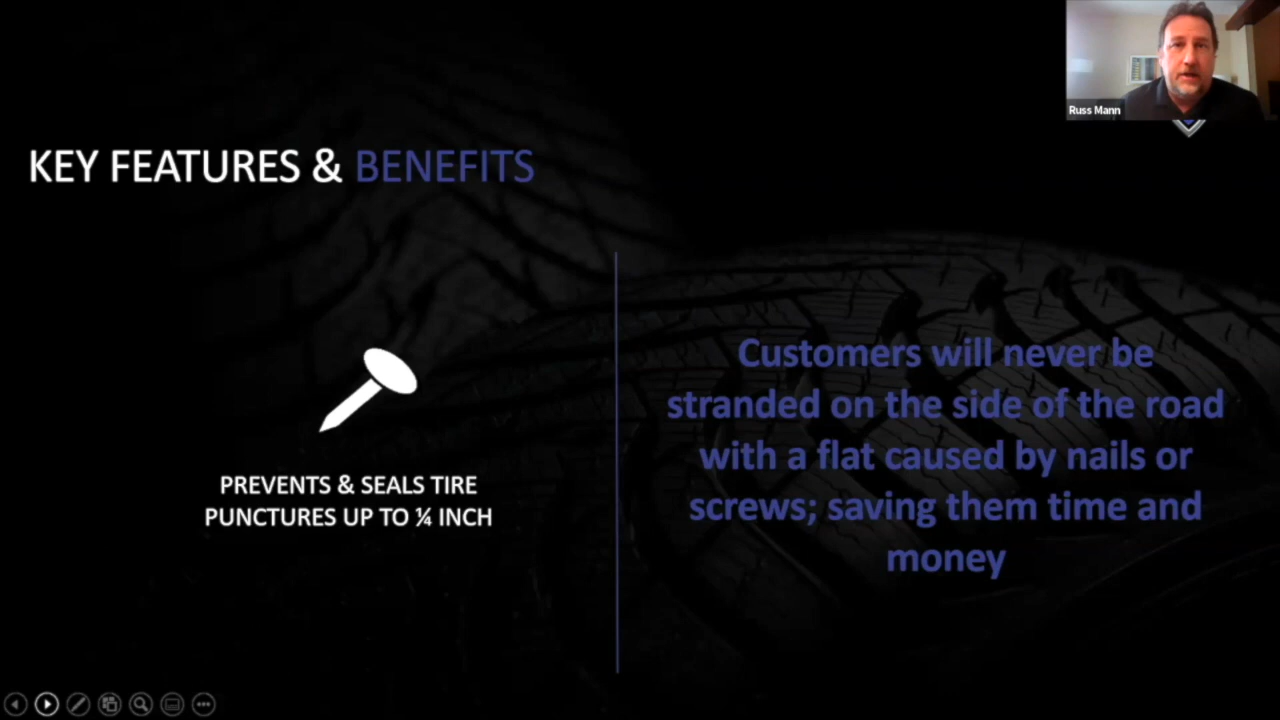 Russ Mann
KEY FEATURES & BENEFITS
PREVENTS & SEALS TIRE
PUNCTURES UP TO ¼ INCH
Customers will never be
stranded on the side of the road
with a flat caused by nails or
screws; saving them time and
money